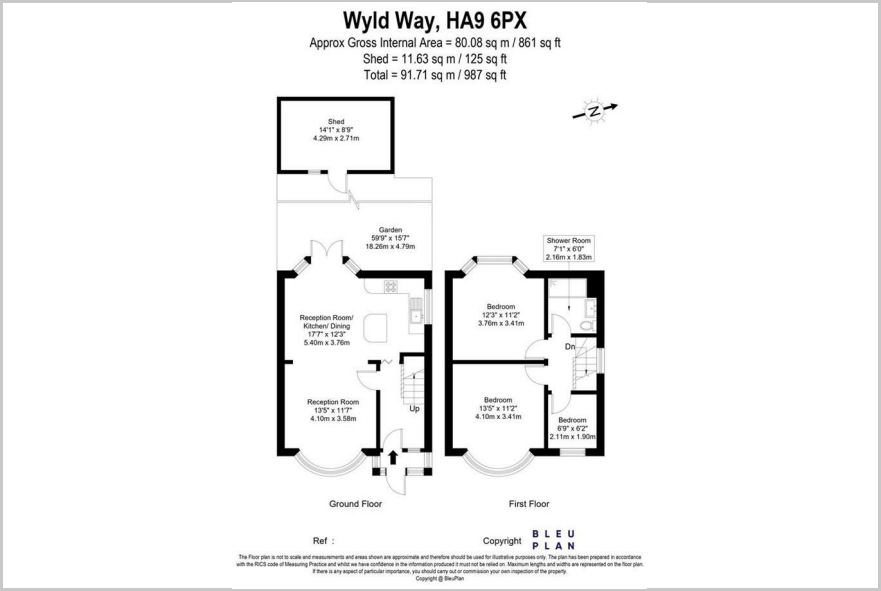 Wyld Way, HA9 6PX
Approx Gross Internal Area = 80.08 sq m / 861 sq ft
Shed = 11.63 sq m / 125 sq ft
Total = 91.71 sq m / 987 sq ft
N
Shed
14'1" x 8'9"
4.29m x 2.71m
Garden
59'9" x 15'7"
18.26m x 4.79m
Shower Room
7'1" x 6'0"
2.16m x 1.83m
Reception Room/
Kitchen/ Dining
17'7" x 12'3"
5.40m x 3.76m
Bedroom
12'3" x 11'2"
3.76m x 3.41m
Dn
Reception Room
13'5" x 11'7"
4.10m x 3.58m
Up
Bedroom
13'5" x 11'2"
4.10m x 3.41m
Bedroom
6'9" x 6'2"
2.11m x 1.90m
Ground Floor
First Floor
Ref :
Copyright
BLEU
PLAN
The Floor plan is not to scale and measurements and areas shown are approximate and therefore should be used for illustrative purposes only. The plan has been prepared in accordance
with the RICS code of Measuring Practice and whilst we have confidence in the information produced it must not be relied on. Maximum lengths and widths are represented on the floor plan.
If there is any aspect of particular importance, you should carry out or commission your own inspection of the property.
Copyright @ BleuPlan